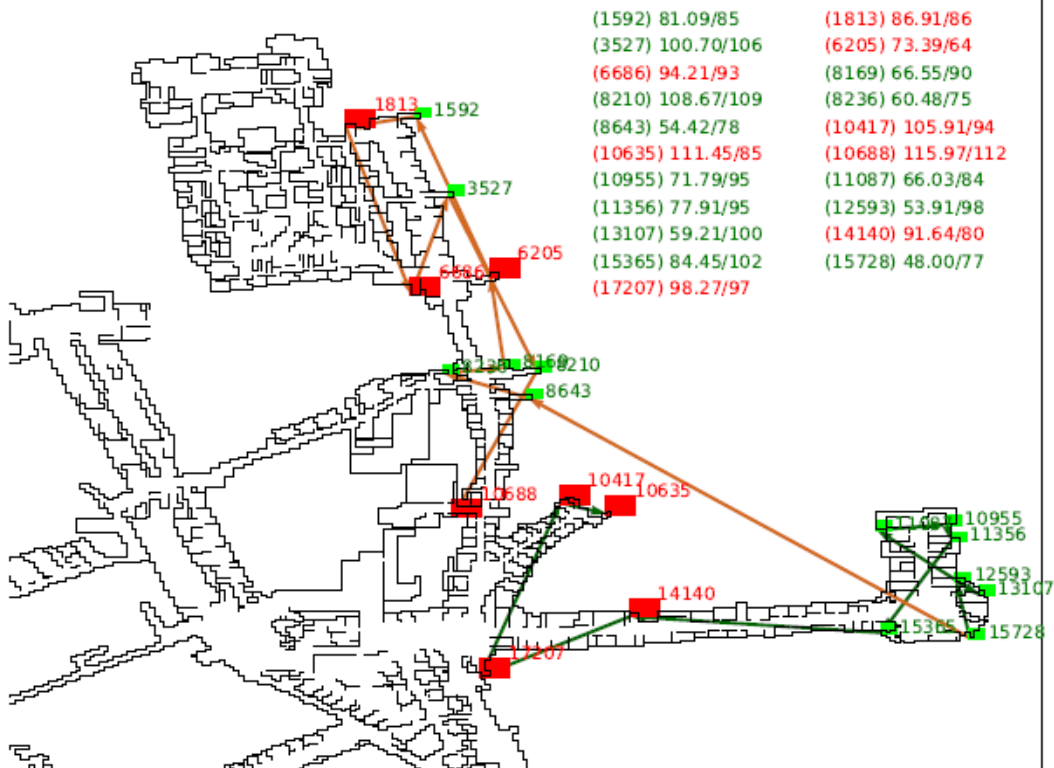 (1592) 81.09/85 (1813) 86.91/86
(3527) 100.70/106 (6205) 73.39/64
(6686) 94.21/93 (8169) 66.55/90
(8210) 108.67/109 (8236) 60.48/75
(8643) 54.42/78 (10417) 105.91/94
(10635) 111.45/85 (10688) 115.97/112
(10955) 71.79/95 (11087) 66.03/84
(11356) 77.91/95 (12593) 53.91/98
(13107) 59.21/100 (14140) 91.64/80
(15365) 84.45/102 (15728) 48.00/77
(17207) 98.27/97
1813
1592
3527
6205
6686
8236
8169
8210
8643
10417
10635
10688
11087
10955
11356
12593
13107
14140
15365
15728
17207